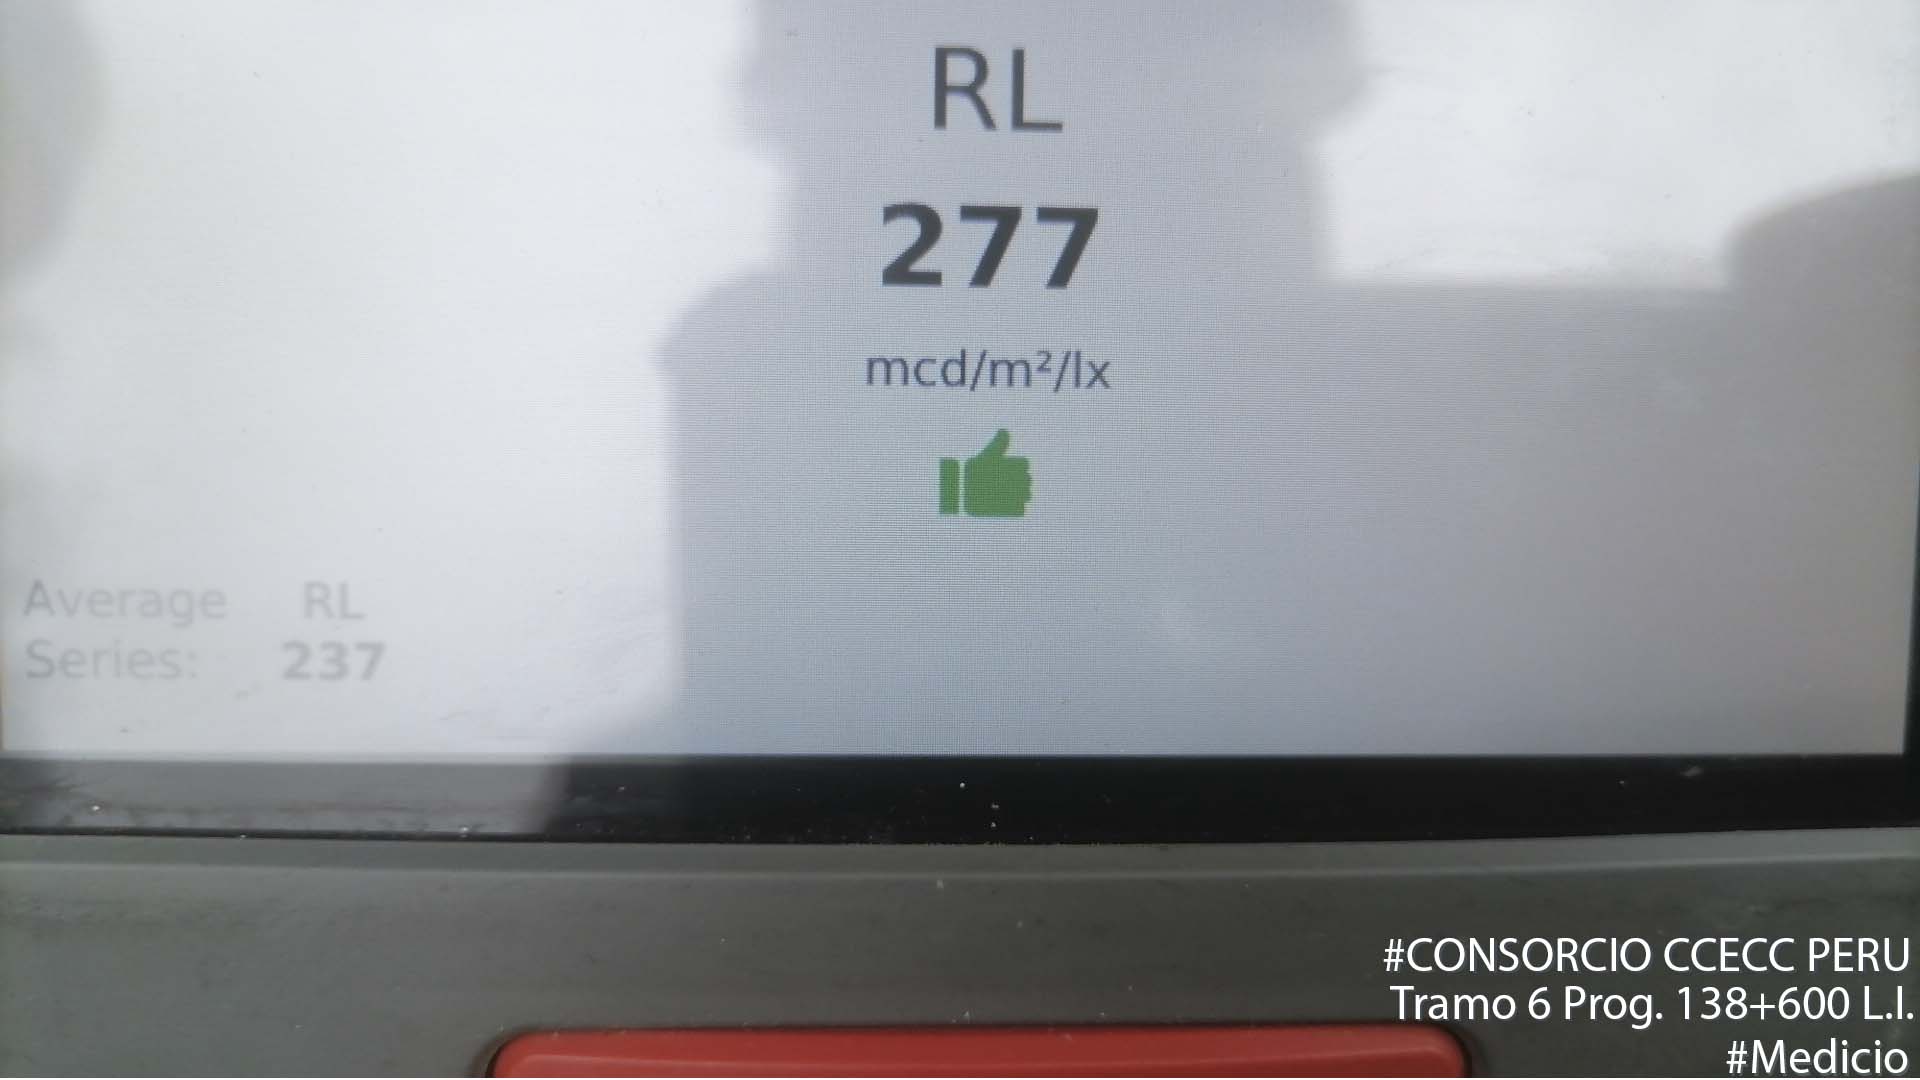 RL
277
mcd/m²/lx
Average RL
Series: 237
#CONSORCIO CCECC PERU
Tramo 6 Prog. 138+600 L.I.
#Medicio